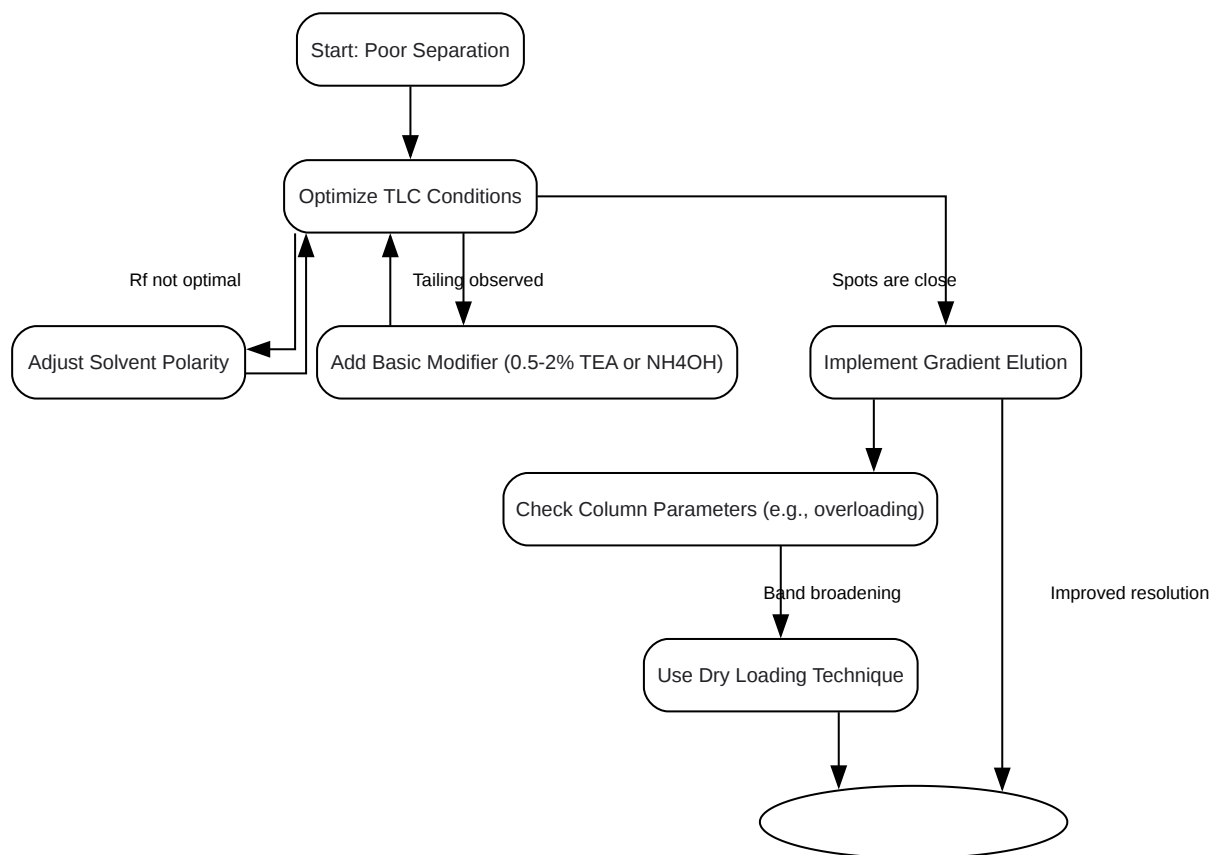 Start: Poor Separation
Optimize TLC Conditions
Rf not optimal
Tailing observed
Spots are close
Adjust Solvent Polarity
Add Basic Modifier (0.5-2% TEA or NH4OH)
Implement Gradient Elution
Check Column Parameters (e.g., overloading)
Band broadening
Improved resolution
Use Dry Loading Technique